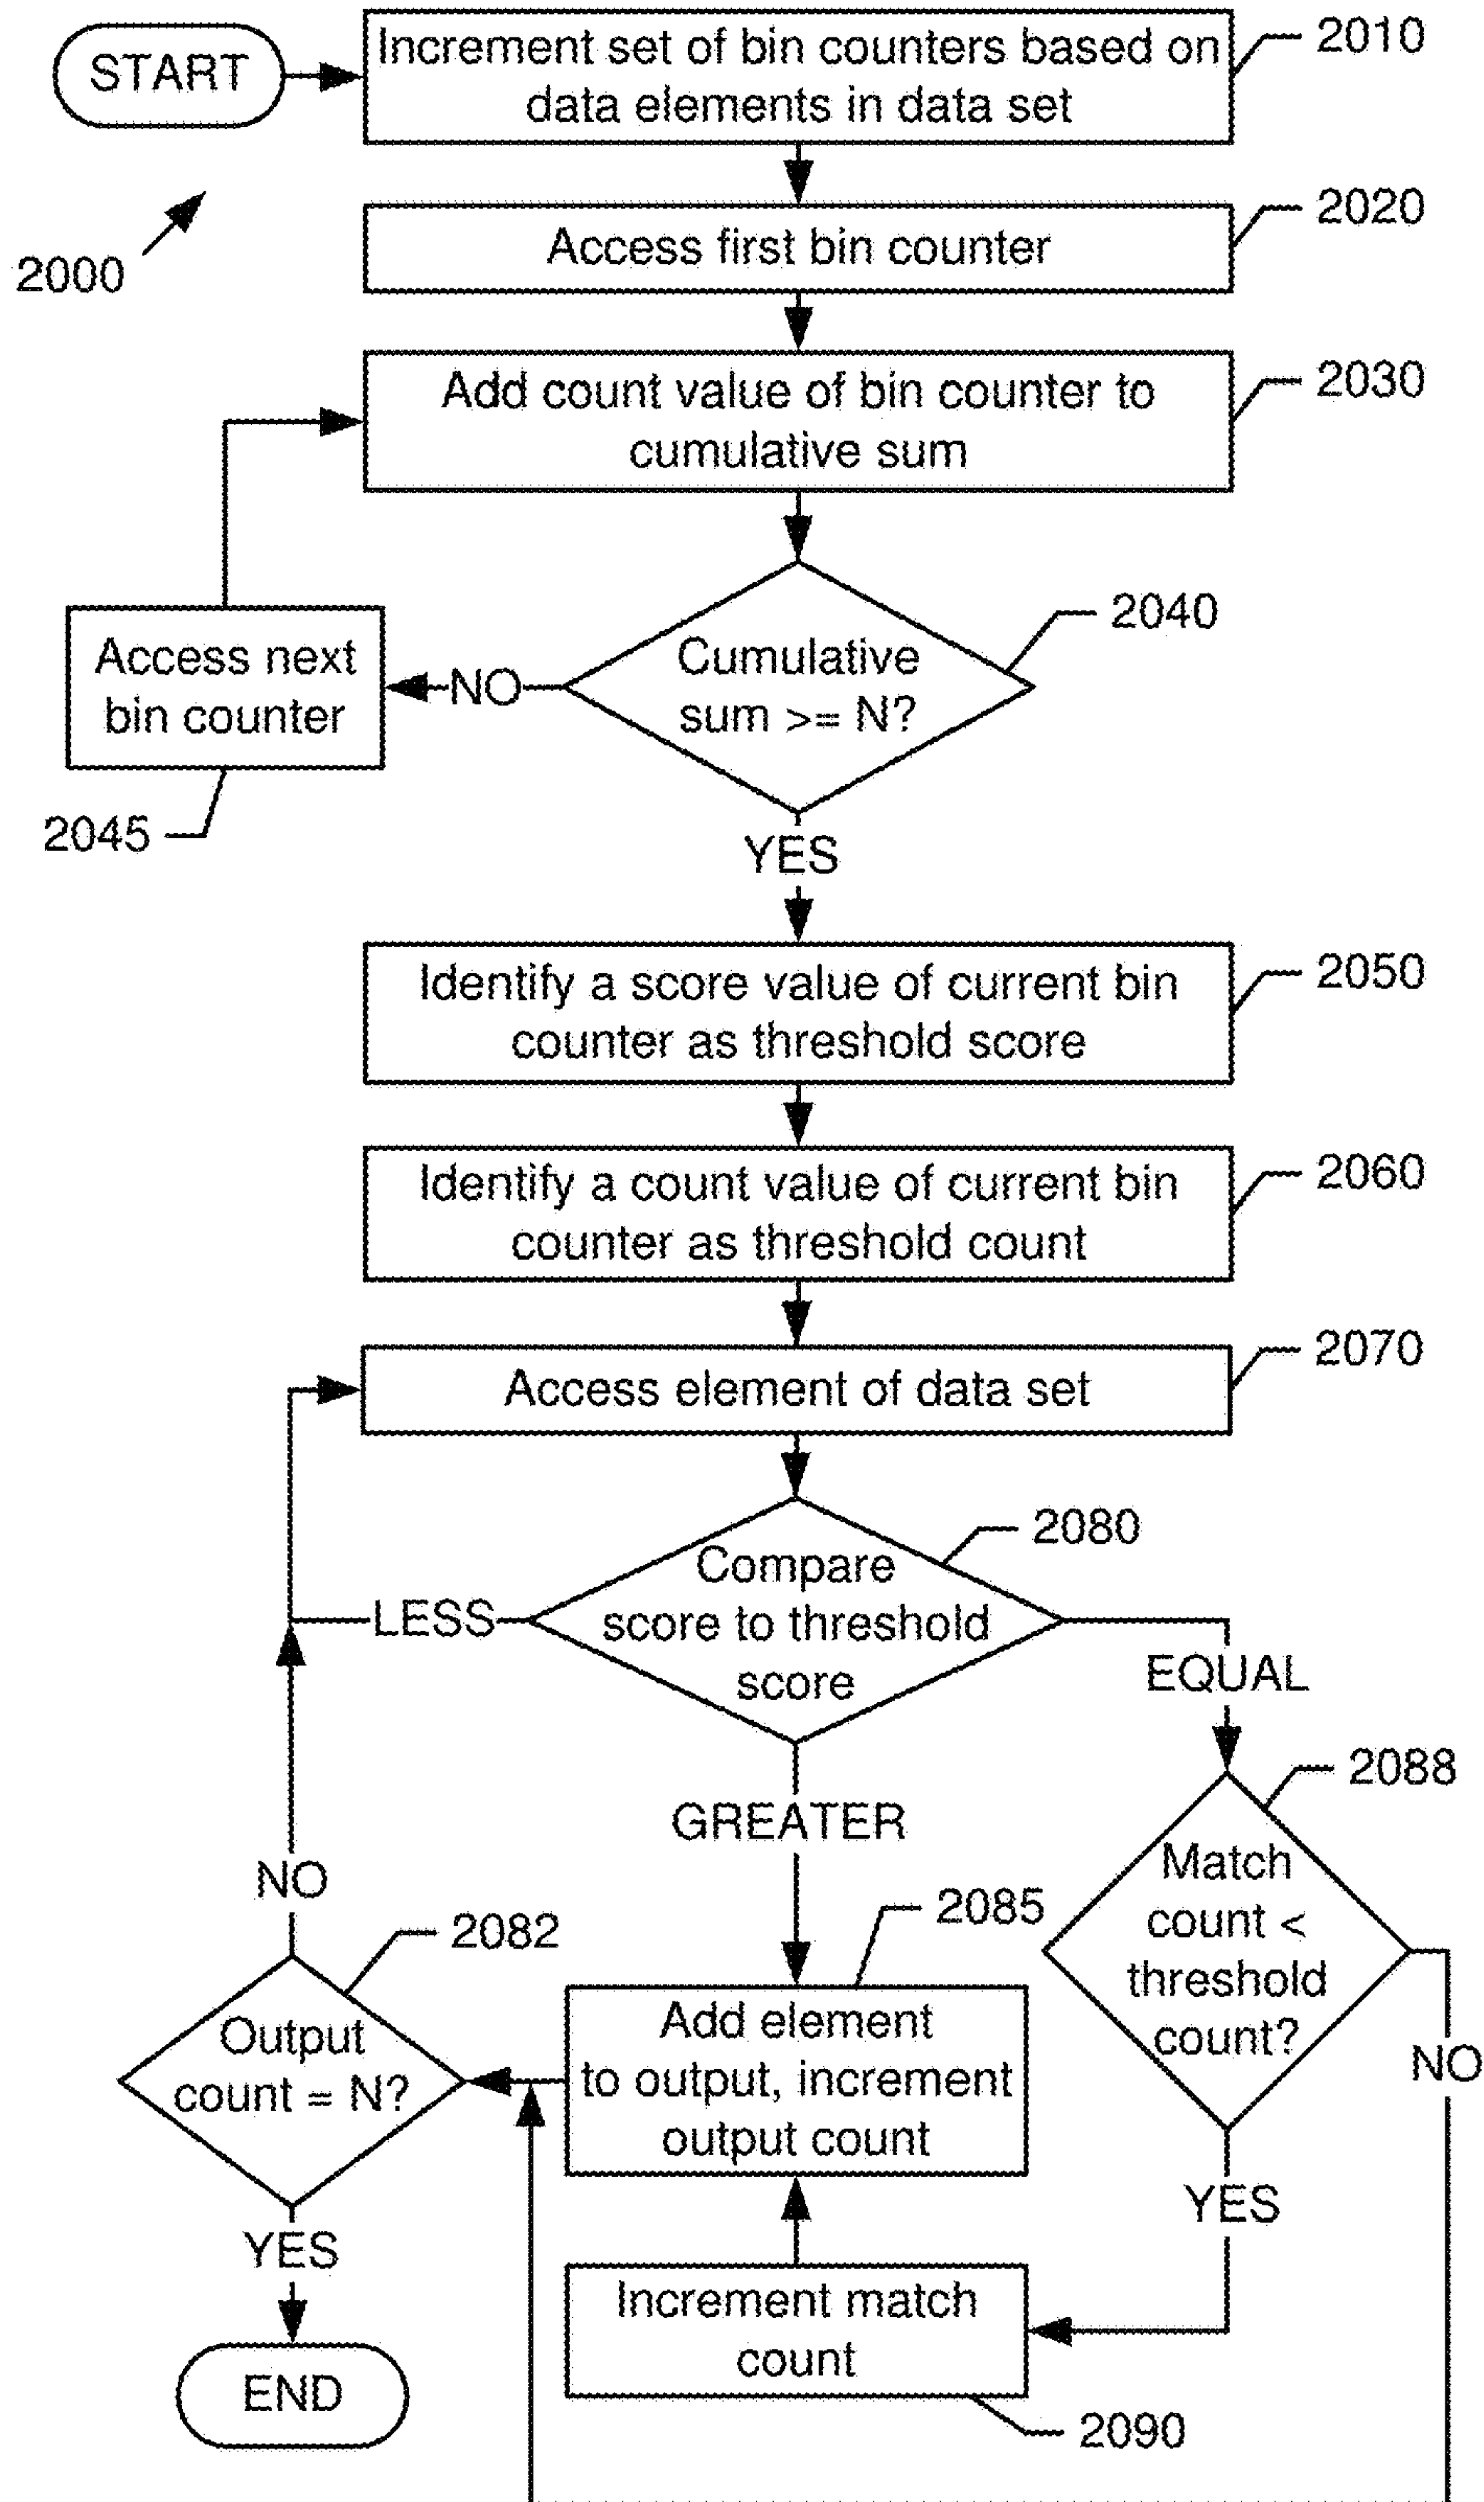 START
Increment set of bin counters based on
data elements in data set
2010
2000
Access first bin counter
2020
Add count value of bin counter to
cumulative sum
2030
Cumulative
sum >= N?
2040
NO
Access next
bin counter
2045
YES
Identify a score value of current bin
counter as threshold score
2050
Identify a count value of current bin
counter as threshold count
2060
Access element of data set
2070
Compare
score to threshold
score
2080
LESS
EQUAL
GREATER
Match
count <
threshold
count?
2088
NO
YES
Add element
to output, increment
output count
2085
Output
count = N?
2082
NO
YES
Increment match
count
2090
END